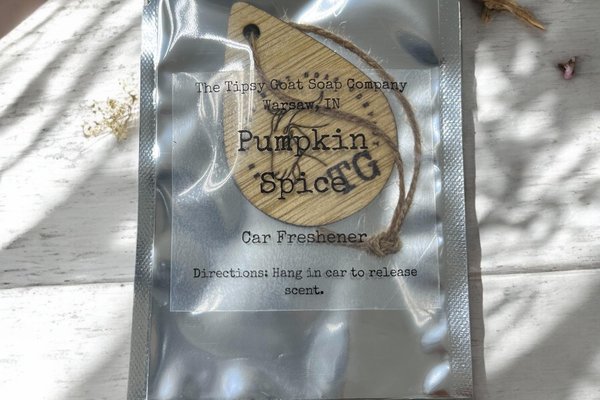 The Tipsy Goat Soap Company
Warsaw, IN
Pumpkin
Spice
TG
Car Freshener
Directions: Hang in car to release
scent.